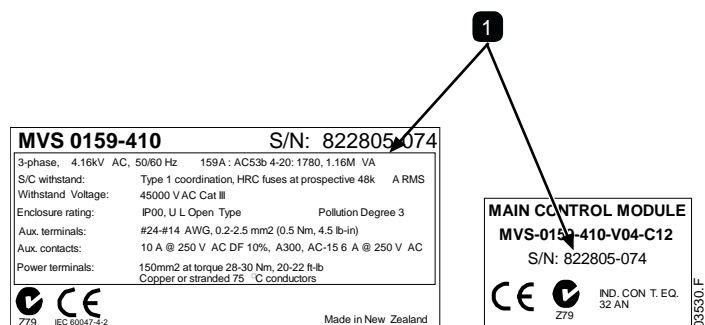 1
MVS 0159-410 S/N: 822805-074
3-phase, 4.16kV AC, 50/60 Hz 159A : AC53b 4-20: 1780, 1.16M VA
S/C withstand: Type 1 coordination, HRC fuses at prospective 48k A RMS
Withstand Voltage: 45000 V AC Cat III
Enclosure rating: IP00, U L Open Type Pollution Degree 3
Aux. terminals: #24-#14 AWG, 0.2-2.5 mm2 (0.5 Nm, 4.5 lb-in)
Aux. contacts: 10 A @ 250 V AC DF 10%, A300, AC-15 6 A @ 250 V AC
Power terminals: 150mm2 at torque 28-30 Nm, 20-22 ft-lb
Copper or stranded 75 °C conductors
CE
Z79 IEC 60047-4-2 Made in New Zealand
MAIN CONTROL MODULE
MVS-0159-410-V04-C12
S/N: 822805-074
CE Z79 IND. CON T. EQ.
32 AN
03530.F